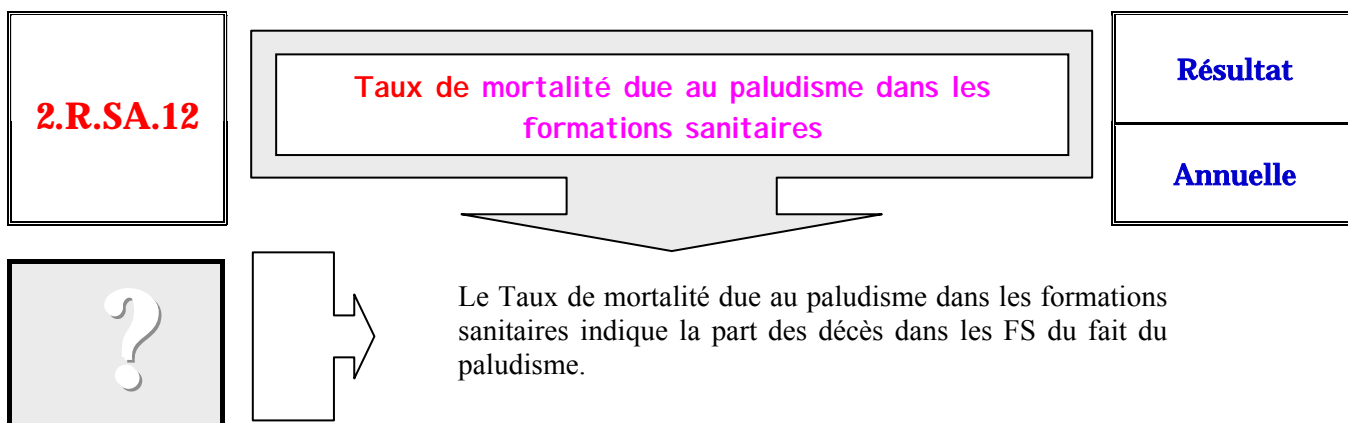 2.R.SA.12
Taux de mortalité due au paludisme dans les
formations sanitaires
Résultat
Annuelle
?
Le Taux de mortalité due au paludisme dans les formations
sanitaires indique la part des décès dans les FS du fait du
paludisme.